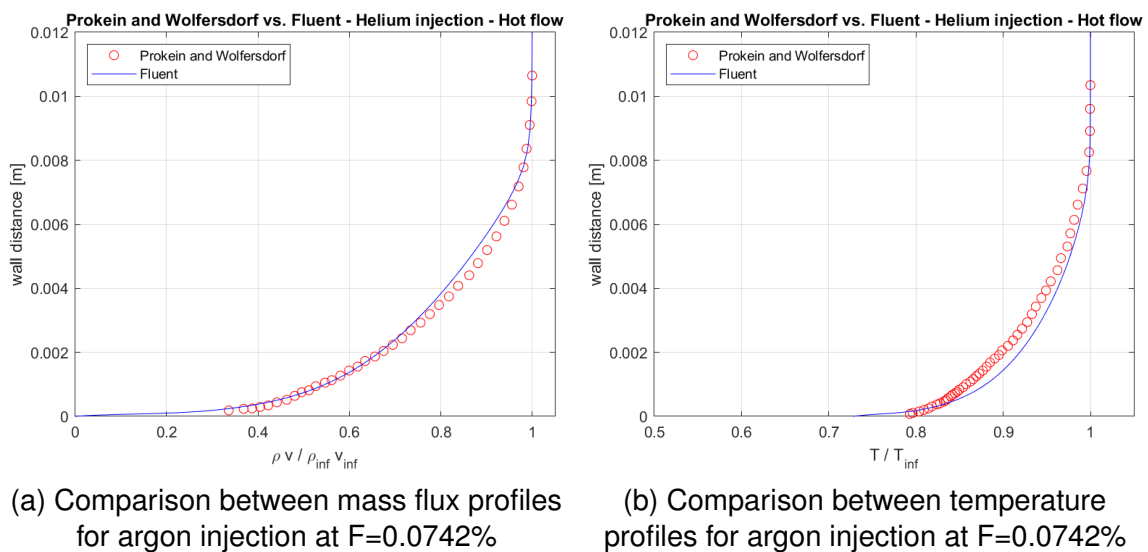 Prokein and Wolfersdorf vs. Fluent - Helium injection - Hot flow
0.012
0.01
0.008
0.006
0.004
0.002
0
wall distance [m]
Prokein and Wolfersdorf
Fluent
0 0.2 0.4 0.6 0.8 1
ρ v / ρinf vinf
(a) Comparison between mass flux profiles
for argon injection at F=0.0742%
Prokein and Wolfersdorf vs. Fluent - Helium injection - Hot flow
0.012
0.01
0.008
0.006
0.004
0.002
0
wall distance [m]
Prokein and Wolfersdorf
Fluent
0.5 0.6 0.7 0.8 0.9 1
T / Tinf
(b) Comparison between temperature
profiles for argon injection at F=0.0742%